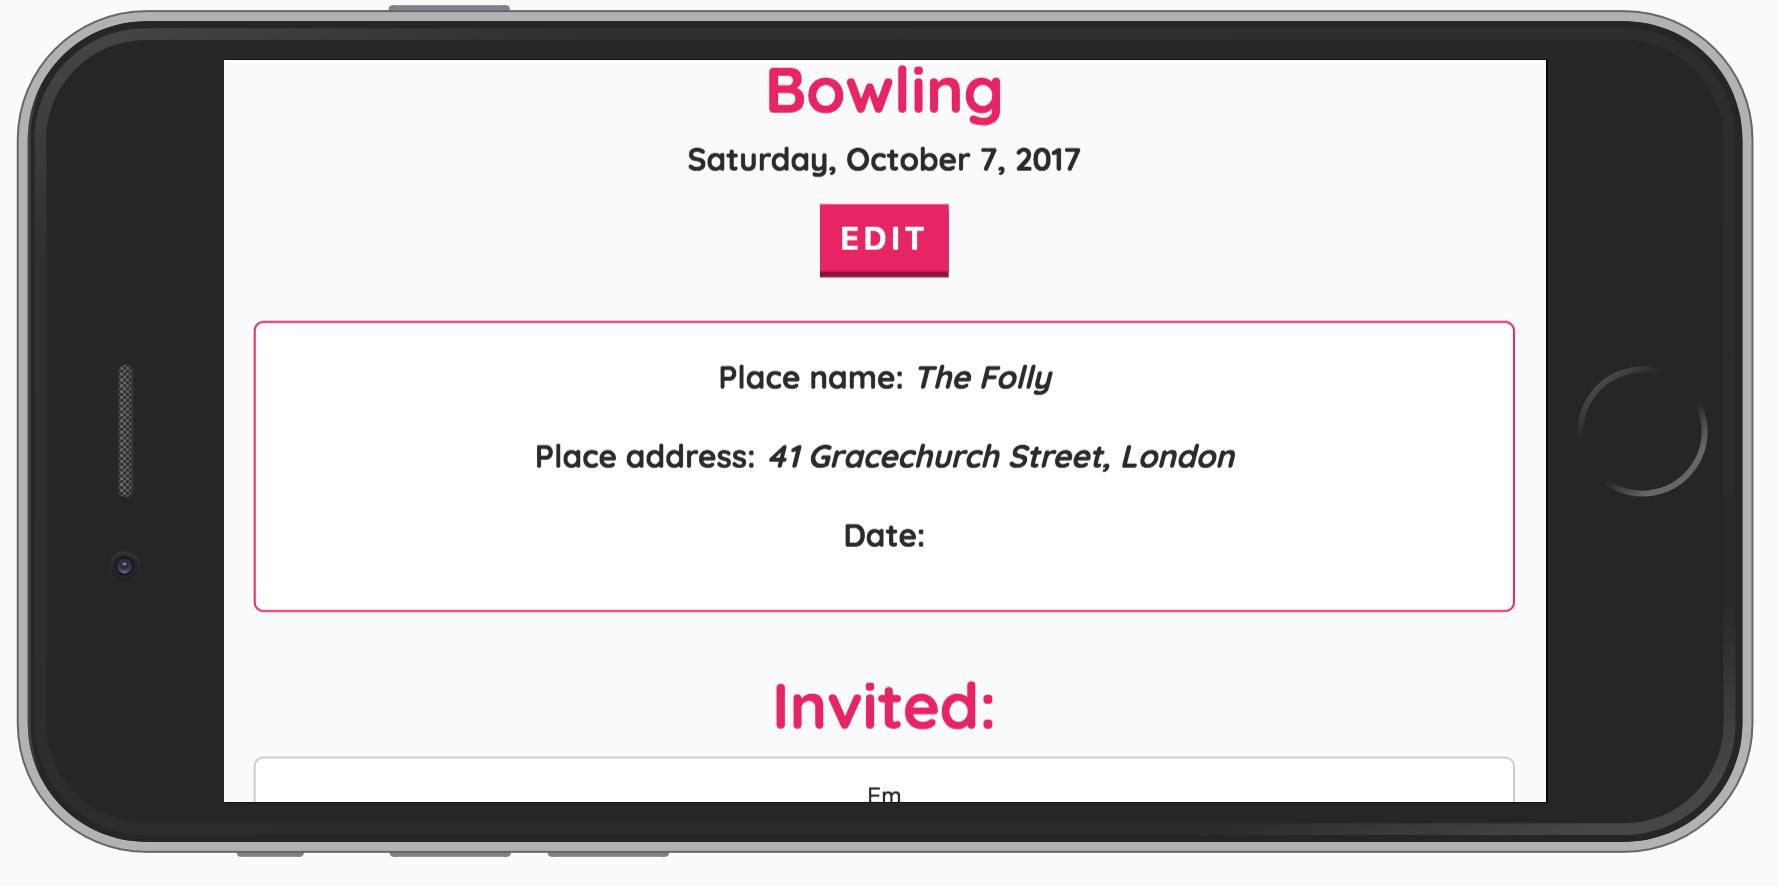 Bowling
Saturday, October 7, 2017
EDIT
Place name: The Folly
Place address: 41 Gracechurch Street, London
Date:
Invited:
Em